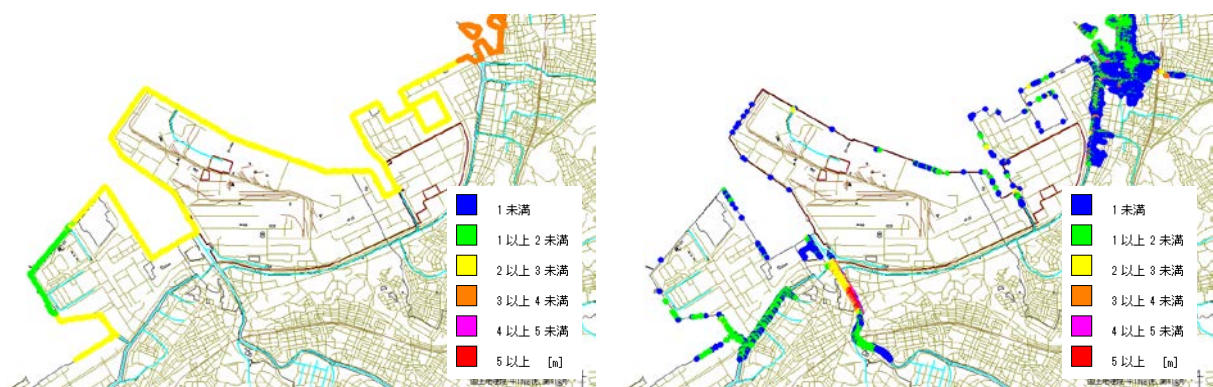 1 未満
1 以上 2 未満
2 以上 3 未満
3 以上 4 未満
4 以上 5 未満
5 以上 [m]
1 未満
1 以上 2 未満
2 以上 3 未満
3 以上 4 未満
4 以上 5 未満
5 以上 [m]